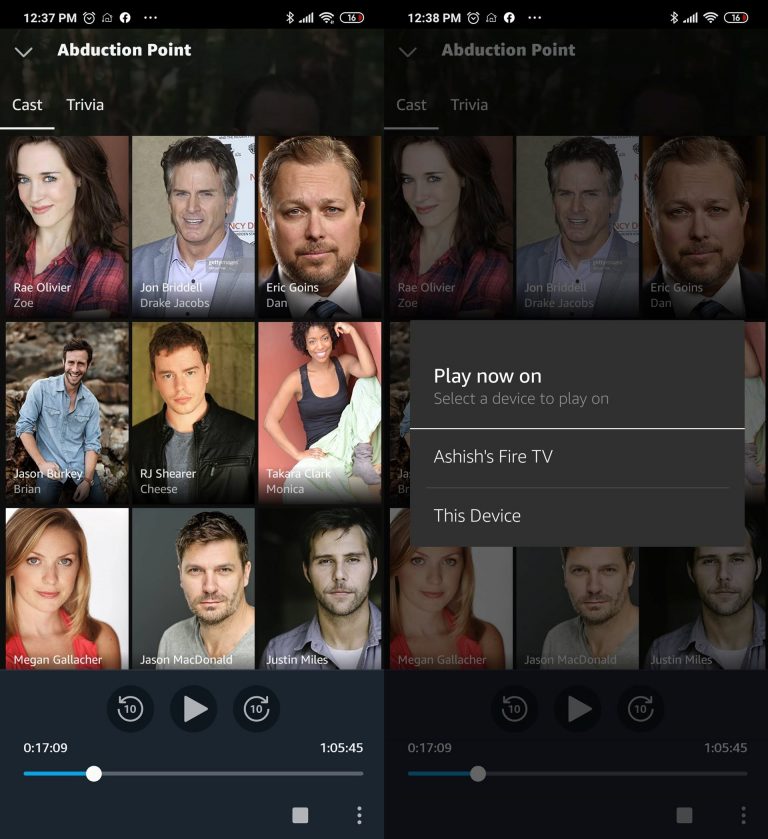 12:37 PM
16
Abduction Point
Cast Trivia
NCY D
gettyimages
Rae Olivier
Zoe
Jon Briddell
Drake Jacobs
Eric Goins
Dan
Jason Burkey
Brian
RJ Shearer
Cheese
Takara Clark
Monica
Megan Gallacher
Jason MacDonald
Justin Miles
10
10
0:17:09 1:05:45
12:38 PM
16
Abduction Point
Cast Trivia
Rae Olivier
Zoe
Jon Briddell
Drake Jacobs
Eric Goins
Dan
Play now on
Select a device to play on
Ashish's Fire TV
This Device
Ja
Br
Megan Gallacher
Jason MacDonald
Justin Miles
10
10
0:17:09 1:05:45